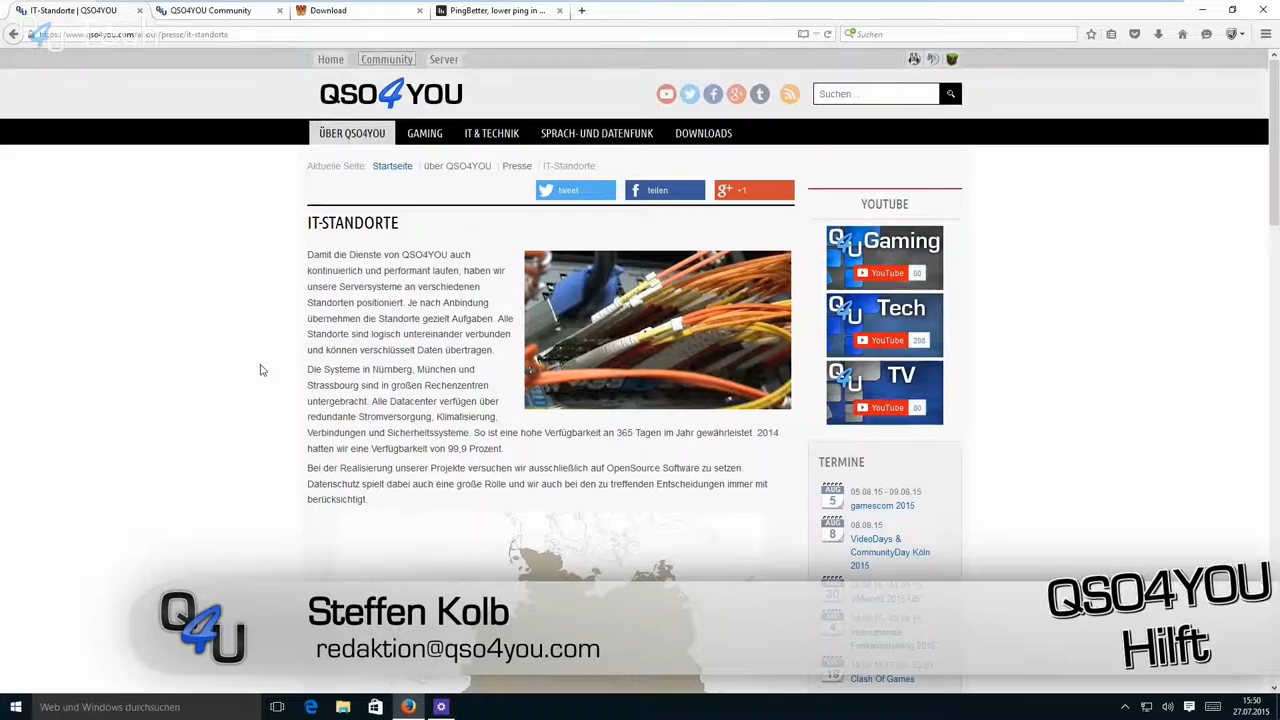 IT-Standorte | QSO4YOU
QSO4YOU Community
Download
PingBetter, lower ping in ...
https://www.qso4you.com/about/presse/it-standorte
Suchen
Home Community Server
QSO4YOU
Suchen ...
ÜBER QSO4YOU GAMING IT & TECHNIK SPRACH- UND DATENFUNK DOWNLOADS
Aktuelle Seite: Startseite über QSO4YOU Presse IT-Standorte
tweet teilen +1
IT-STANDORTE
Damit die Dienste von QSO4YOU auch
kontinuierlich und performant laufen, haben wir
unsere Serversysteme an verschiedenen
Standorten positioniert. Je nach Anbindung
übernehmen die Standorte gezielt Aufgaben. Alle
Standorte sind logisch untereinander verbunden
und können verschlüsselt Daten übertragen.
Die Systeme in Nürnberg, München und
Strassbourg sind in großen Rechenzentren
untergebracht. Alle Datacenter verfügen über
redundante Stromversorgung, Klimatisierung,
Verbindungen und Sicherheitssysteme. So ist eine hohe Verfügbarkeit an 365 Tagen im Jahr gewährleistet. 2014
hatten wir eine Verfügbarkeit von 99,9 Prozent.
Bei der Realisierung unserer Projekte versuchen wir ausschließlich auf OpenSource Software zu setzen.
Datenschutz spielt dabei auch eine große Rolle und wir auch bei den zu treffenden Entscheidungen immer mit
berücksichtigt.
YOUTUBE
Q4U Gaming
YouTube 80
Q4U Tech
YouTube 208
Q4U TV
YouTube 80
TERMINE
AUG 5
05.08.15 - 09.08.15
gamescom 2015
AUG 8
08.08.15
VideoDays &
CommunityDay Köln
2015
30
VMworld 2015 US
4
Internationale
Funkausstellung 2015
Clash Of Games
Q4U
Steffen Kolb
redaktion@qso4you.com
QSO4YOU
Hilft
Web und Windows durchsuchen
15:50
27.07.2015